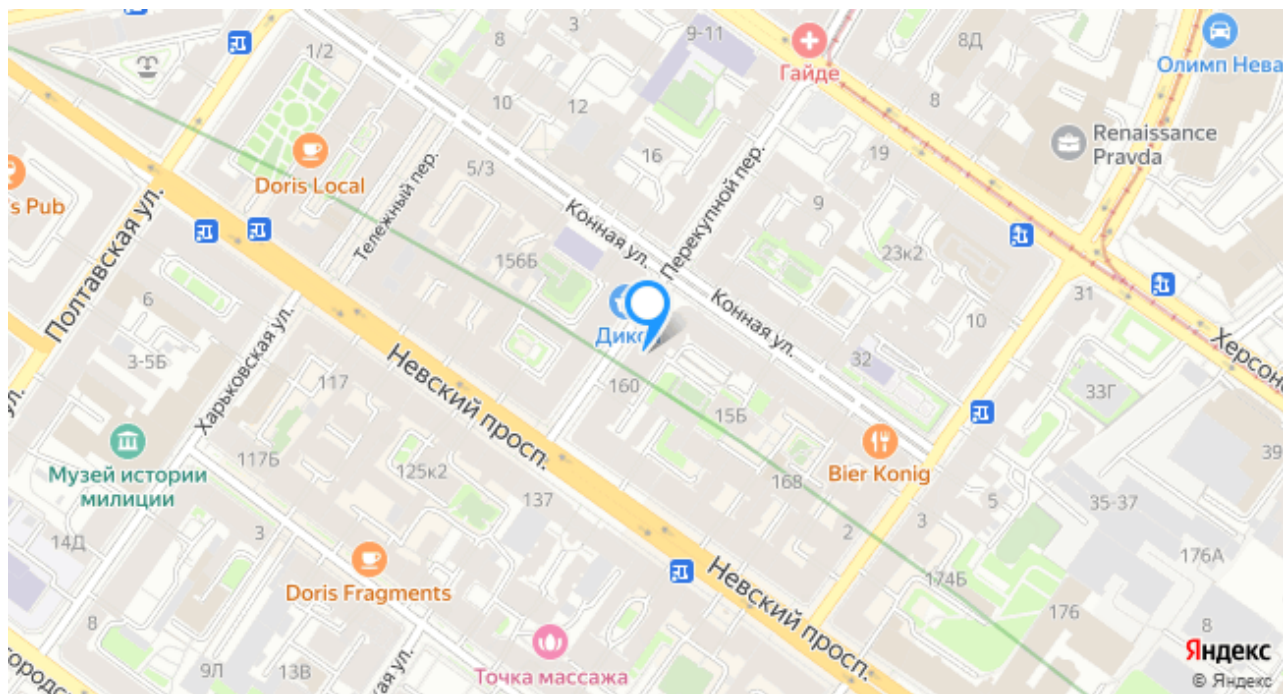 1/2
8
3
9-11
Гайде
8Д
Олимп Нева
10
12
8
16
19
Renaissance
Pravda
Doris Local
5/3
Тележный пер.
Перекупной пер.
's Pub
Полтавская ул.
Конная ул.
9
23к2
156Б
6
Конная ул.
10
31
Херсон
3-5Б
Харьковская ул.
117
Невский просп.
160
32
33Г
15Б
Музей истории
милиции
117Б
125к2
137
168
Bier Konig
39
35-37
5
3
2
14Д
3
176А
Doris Fragments
Невский просп.
174Б
176
8
8
9Л
13В
Точка массажа
ая ул.
ул.
Яндекс
© Яндекс